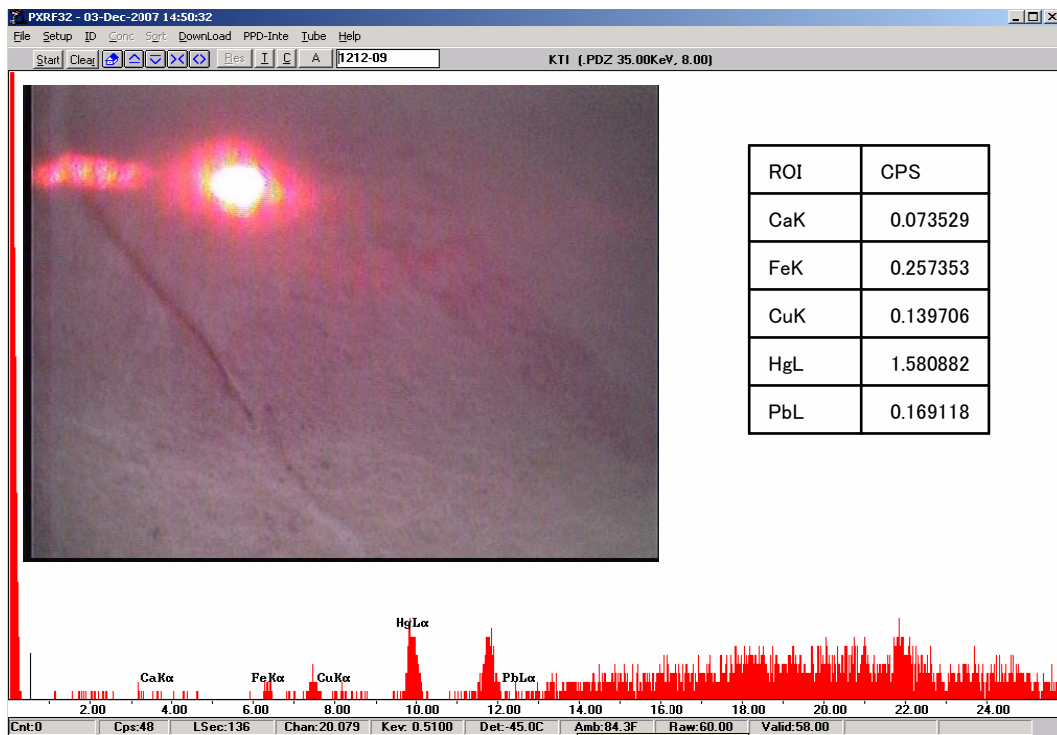 PXRF32 - 03-Dec-2007 14:50:32
File Setup ID Conc Sort DownLoad PPD-Inte Tube Help
Start Clear Res I C A 1212-09 KTI (.PDZ 35.00KeV, 8.00)
ROI CPS
CaK 0.073529
FeK 0.257353
CuK 0.139706
HgL 1.580882
PbL 0.169118
HgLα
CaKα FeKα CuKα PbLα
2.00 4.00 6.00 8.00 10.00 12.00 14.00 16.00 18.00 20.00 22.00 24.00
Cnt:0 Cps:48 LSec:136 Chan:20.079 Kev: 0.5100 Det:-45.0C Amb:84.3F Raw:60.00 Valid:58.00